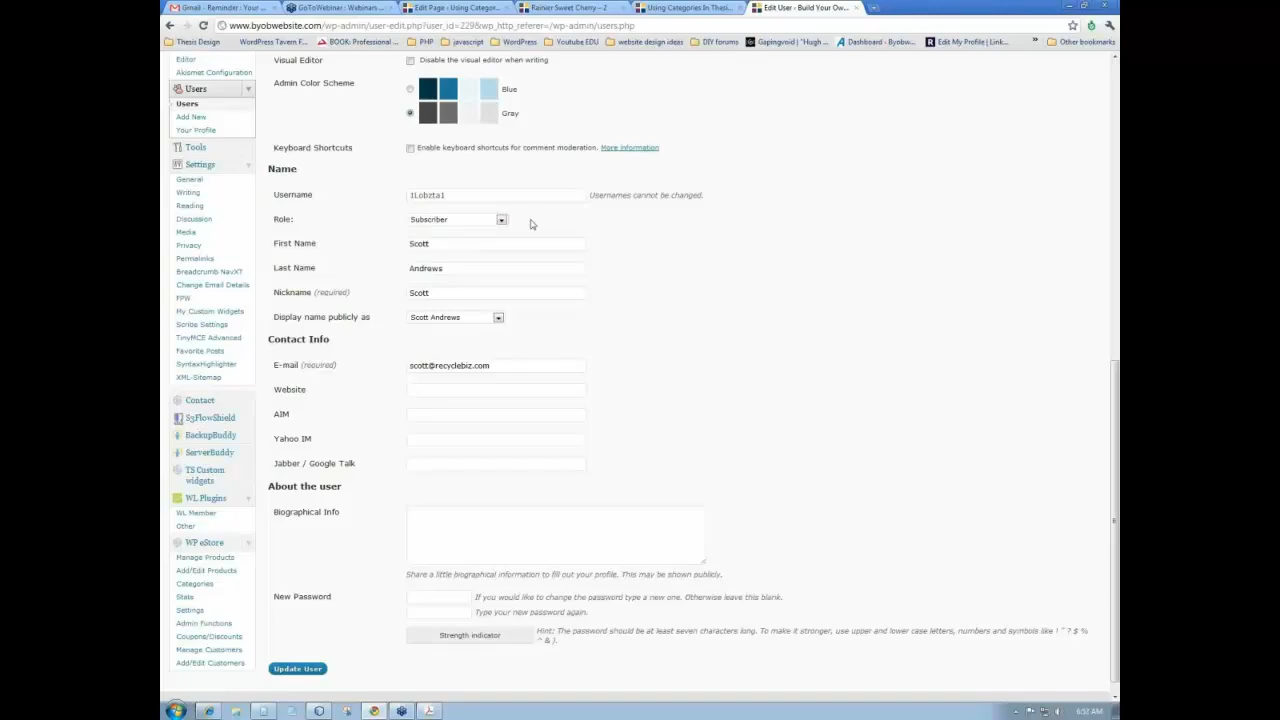 Gmail - Reminder : Your ...
GoToWebinar : Webinars...
Edit Page ‹ Using Categor...
Rainier Sweet Cherry – 2
Using Categories In Thesi...
Edit User ‹ Build Your Ow...
www.byobwebsite.com/wp-admin/user-edit.php?user_id=229&wp_http_referer=/wp-admin/users.php
Thesis Design
WordPress Tavern F...
BOOK: Professional ...
PHP
javascript
WordPress
Youtube EDU
website design ideas
DIY forums
Gapingvoid | "Hugh ...
Dashboard - Byobw...
Edit My Profile | Link...
»
Other bookmarks
Editor
Akismet Configuration
Users
Users
Add New
Your Profile
Tools
Settings
General
Writing
Reading
Discussion
Media
Privacy
Permalinks
Breadcrumb NavXT
Change Email Details
FPW
My Custom Widgets
Scribe Settings
TinyMCE Advanced
Favorite Posts
SyntaxHighlighter
XML-Sitemap
Contact
S3FlowShield
BackupBuddy
ServerBuddy
TS Custom
widgets
WL Plugins
WL Member
Other
WP eStore
Manage Products
Add/Edit Products
Categories
Stats
Settings
Admin Functions
Coupons/Discounts
Manage Customers
Add/Edit Customers
Visual Editor
Disable the visual editor when writing
Admin Color Scheme
Blue
Gray
Keyboard Shortcuts
Enable keyboard shortcuts for comment moderation. More information
Name
Username
Usernames cannot be changed.
Role:
Subscriber
First Name
Scott
Last Name
Andrews
Nickname (required)
Scott
Display name publicly as
Scott Andrews
Contact Info
E-mail (required)
scott@recyclebiz.com
Website
AIM
Yahoo IM
Jabber / Google Talk
About the user
Biographical Info
Share a little biographical information to fill out your profile. This may be shown publicly.
New Password
If you would like to change the password type a new one. Otherwise leave this blank.
Type your new password again.
Strength indicator
Hint: The password should be at least seven characters long. To make it stronger, use upper and lower case letters, numbers and symbols like ! " ? $ %
^ & ).
Update User
6:52 AM